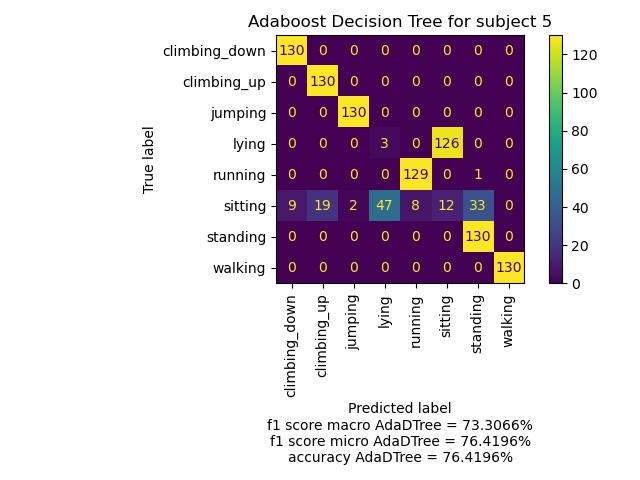 Adaboost Decision Tree for subject 5
climbing_down 130 0 0 0 0 0 0 0
climbing_up 0 130 0 0 0 0 0 0
jumping 0 0 130 0 0 0 0 0
lying 0 0 0 3 0 126 0 0
running 0 0 0 0 129 0 1 0
sitting 9 19 2 47 8 12 33 0
standing 0 0 0 0 0 0 130 0
walking 0 0 0 0 0 0 0 130
True label
climbing_down climbing_up jumping lying running sitting standing walking
Predicted label
f1 score macro AdaDTree = 73.3066%
f1 score micro AdaDTree = 76.4196%
accuracy AdaDTree = 76.4196%
120
100
80
60
40
20
0